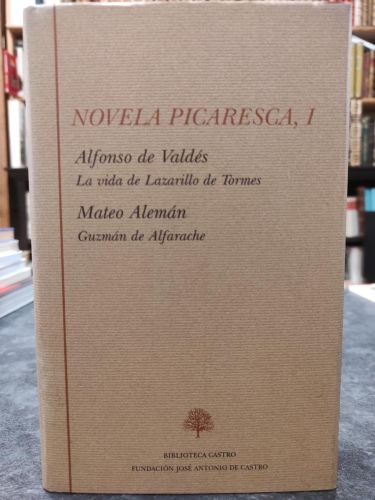 NOVELA PICARESCA, I
Alfonso de Valdés
La vida de Lazarillo de Tormes
Mateo Alemán
Guzmán de Alfarache
BIBLIOTECA CASTRO
FUNDACIÓN JOSÉ ANTONIO DE CASTRO